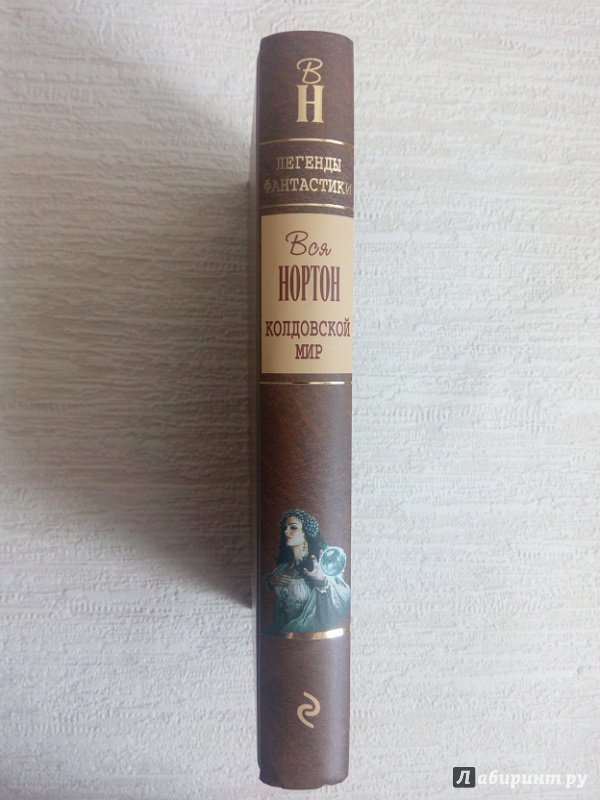 В
Н
ЛЕГЕНДЫ
ФАНТАСТИКИ
Вся
НОРТОН
КОЛДОВСКОЙ
МИР
Лабиринт.ру